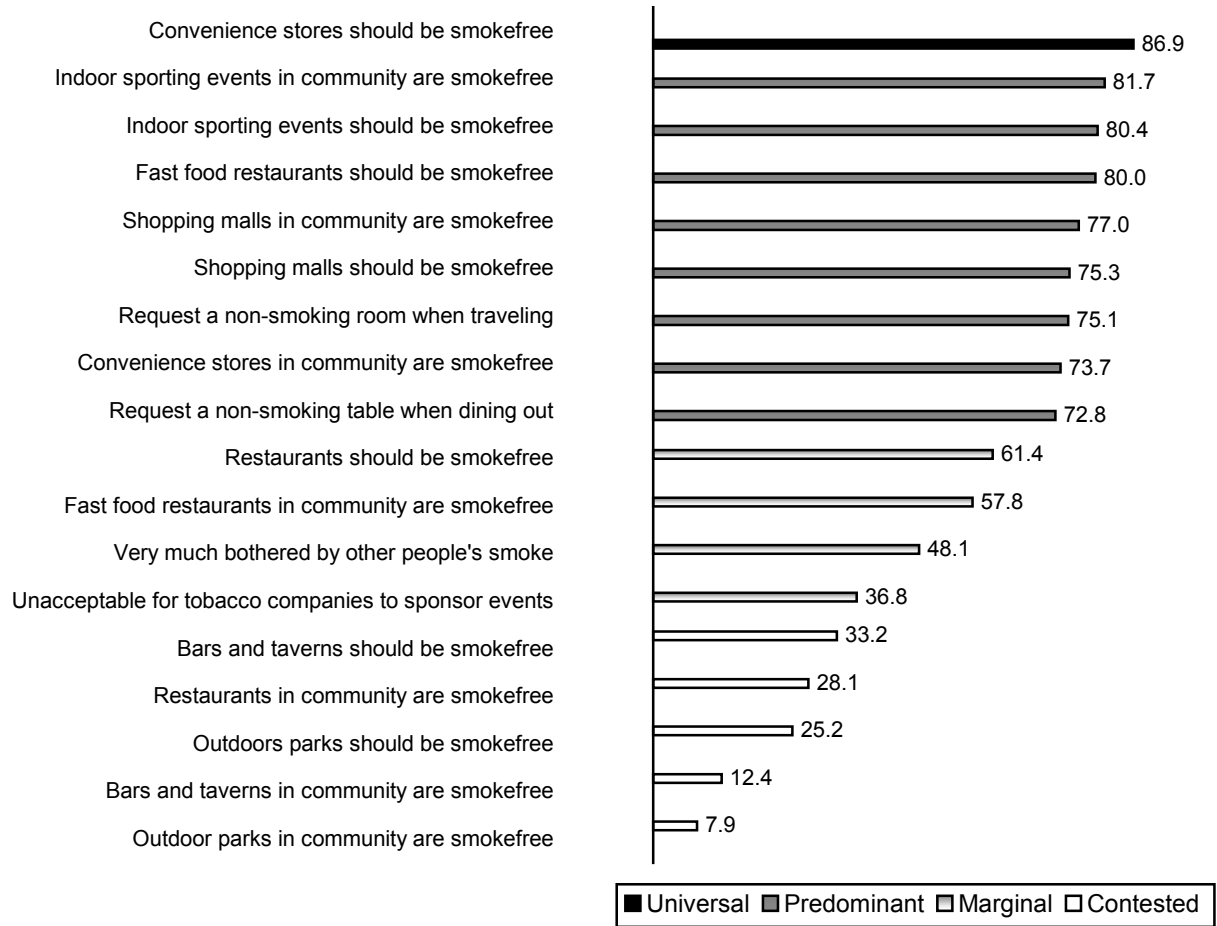 Convenience stores should be smokefree 86.9
Indoor sporting events in community are smokefree 81.7
Indoor sporting events should be smokefree 80.4
Fast food restaurants should be smokefree 80.0
Shopping malls in community are smokefree 77.0
Shopping malls should be smokefree 75.3
Request a non-smoking room when traveling 75.1
Convenience stores in community are smokefree 73.7
Request a non-smoking table when dining out 72.8
Restaurants should be smokefree 61.4
Fast food restaurants in community are smokefree 57.8
Very much bothered by other people's smoke 48.1
Unacceptable for tobacco companies to sponsor events 36.8
Bars and taverns should be smokefree 33.2
Restaurants in community are smokefree 28.1
Outdoors parks should be smokefree 25.2
Bars and taverns in community are smokefree 12.4
Outdoor parks in community are smokefree 7.9
Universal Predominant Marginal Contested